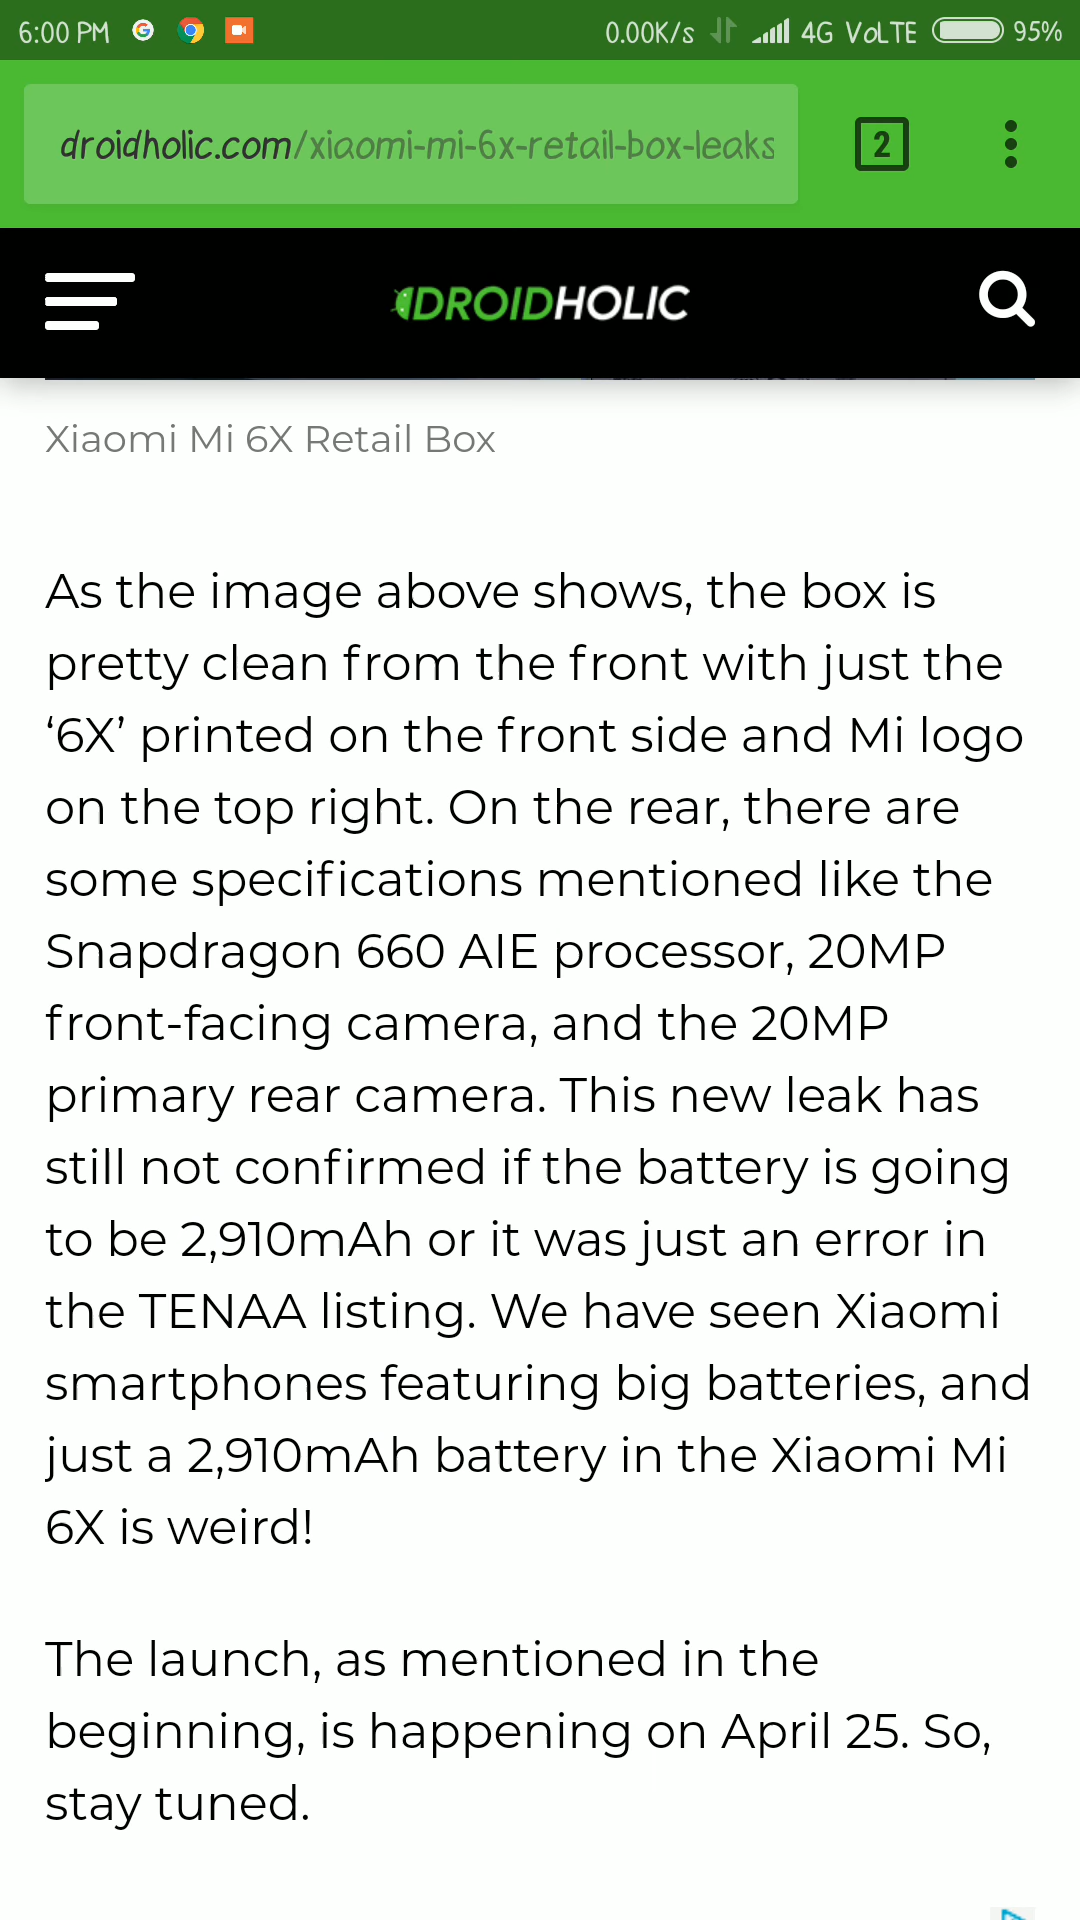 6:00 PM 0.00K/s 4G VoLTE 95%
droidholic.com/xiaomi-mi-6x-retail-box-leaks
2
DROIDHOLIC
Xiaomi Mi 6X Retail Box
As the image above shows, the box is
pretty clean from the front with just the
‘6X’ printed on the front side and Mi logo
on the top right. On the rear, there are
some specifications mentioned like the
Snapdragon 660 AIE processor, 20MP
front-facing camera, and the 20MP
primary rear camera. This new leak has
still not confirmed if the battery is going
to be 2,910mAh or it was just an error in
the TENAA listing. We have seen Xiaomi
smartphones featuring big batteries, and
just a 2,910mAh battery in the Xiaomi Mi
6X is weird!
The launch, as mentioned in the
beginning, is happening on April 25. So,
stay tuned.